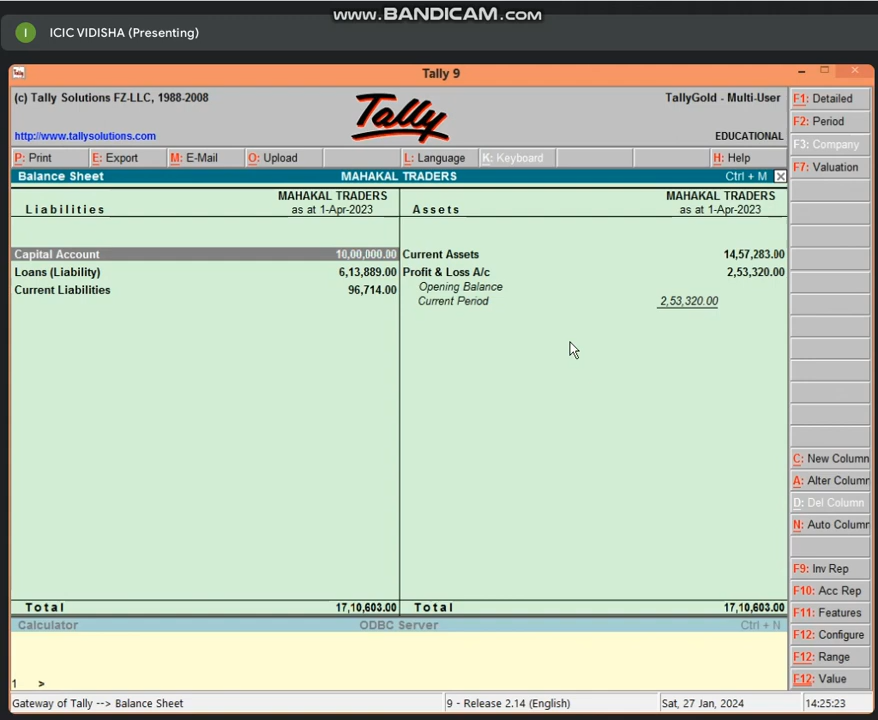 www.BANDICAM.com
I ICIC VIDISHA (Presenting)
Tally Tally 9
(c) Tally Solutions FZ-LLC, 1988-2008
http://www.tallysolutions.com
Tally
TallyGold - Multi-User
EDUCATIONAL
P: Print E: Export M: E-Mail O: Upload L: Language K: Keyboard H: Help
Balance Sheet MAHAKAL TRADERS Ctrl + M
Liabilities MAHAKAL TRADERS as at 1-Apr-2023 Assets MAHAKAL TRADERS as at 1-Apr-2023
Capital Account 10,00,000.00 Current Assets 14,57,283.00
Loans (Liability) 6,13,889.00 Profit & Loss A/c 2,53,320.00
Current Liabilities 96,714.00 Opening Balance
Current Period 2,53,320.00
Total 17,10,603.00 Total 17,10,603.00
Calculator ODBC Server Ctrl + N
1 >
Gateway of Tally --> Balance Sheet 9 - Release 2.14 (English) Sat, 27 Jan, 2024 14:25:23
F1: Detailed
F2: Period
F3: Company
F7: Valuation
C: New Column
A: Alter Column
D: Del Column
N: Auto Column
F9: Inv Rep
F10: Acc Rep
F11: Features
F12: Configure
F12: Range
F12: Value